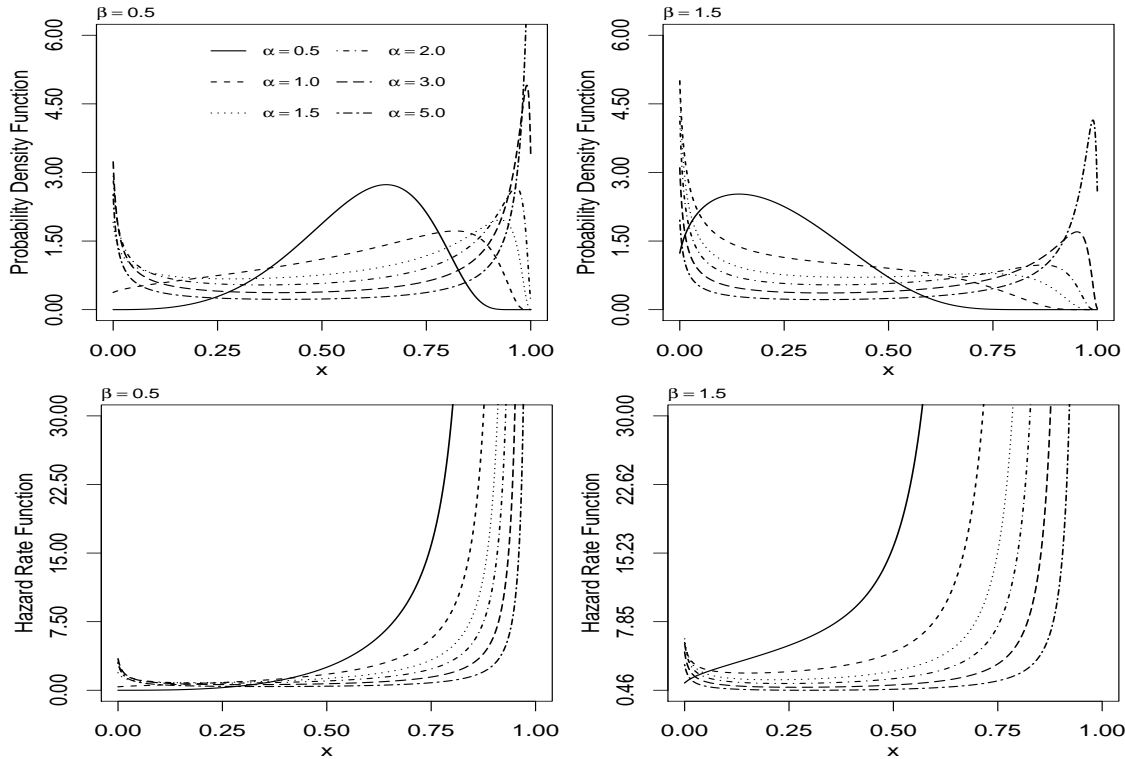 β = 0.5
Probability Density Function
6.00
4.50
3.00
1.50
0.00
α = 0.5
α = 1.0
α = 1.5
α = 2.0
α = 3.0
α = 5.0
0.00 0.25 0.50 0.75 1.00
x
β = 1.5
Probability Density Function
6.00
4.50
3.00
1.50
0.00
0.00 0.25 0.50 0.75 1.00
x
β = 0.5
Hazard Rate Function
30.00
22.50
15.00
7.50
0.00
0.00 0.25 0.50 0.75 1.00
x
β = 1.5
Hazard Rate Function
30.00
22.62
15.23
7.85
0.46
0.00 0.25 0.50 0.75 1.00
x